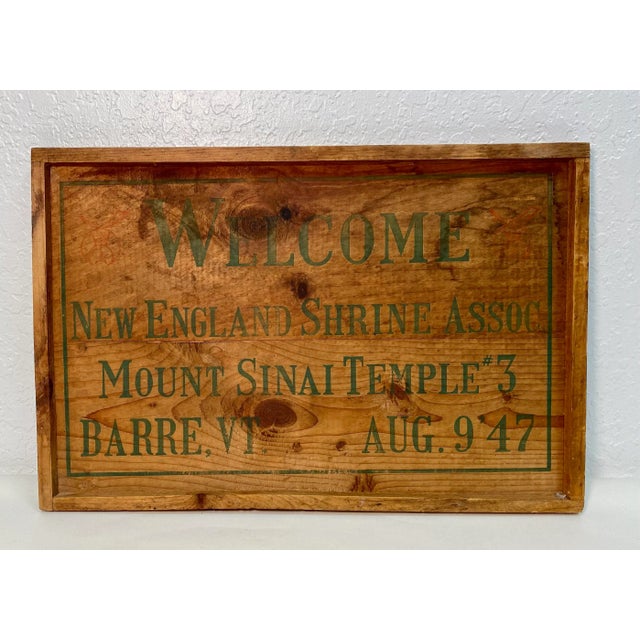 WELCOME
NEW ENGLAND SHRINE ASSOC.
MOUNT SINAI TEMPLE #3
BARRE, VT. AUG. 9 '47